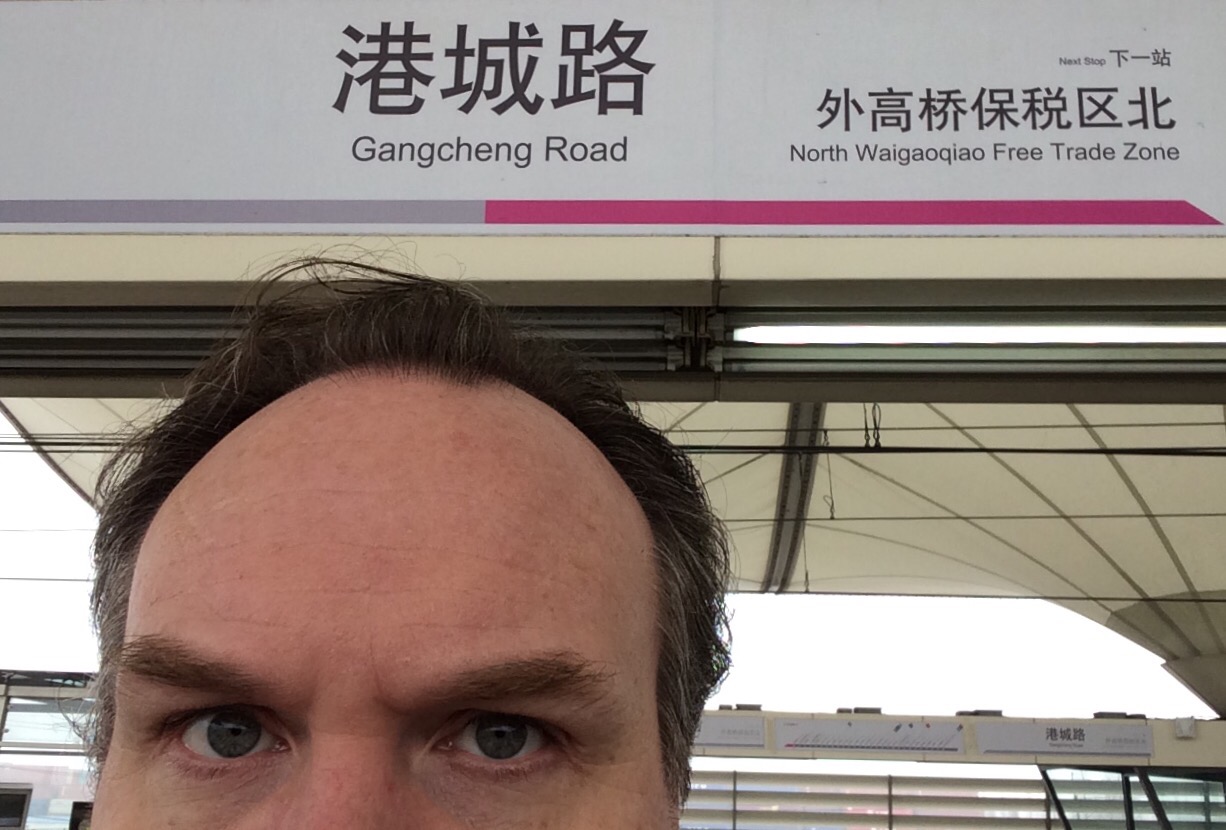 港城路
Gangcheng Road
Next Stop 下一站
外高桥保税区北
North Waigaoqiao Free Trade Zone
港城路